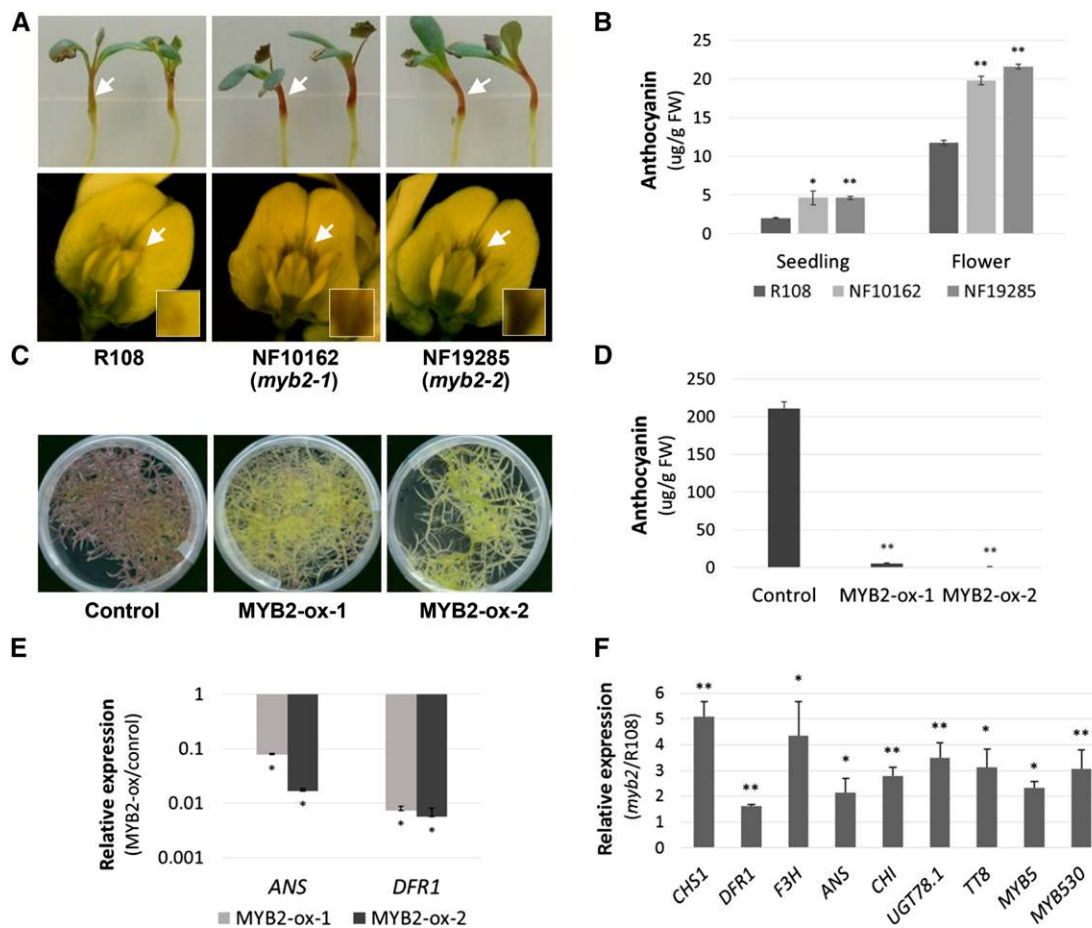 A
R108
NF10162
(myb2-1)
NF19285
(myb2-2)
B
Anthocyanin
(ug/g FW)
25
20
15
10
5
0
*
**
**
**
Seedling
Flower
R108
NF10162
NF19285
C
Control
MYB2-ox-1
MYB2-ox-2
D
Anthocyanin
(ug/g FW)
250
200
150
100
50
0
**
**
Control
MYB2-ox-1
MYB2-ox-2
E
Relative expression
(MYB2-ox/conrol)
1
0.1
0.01
0.001
*
*
*
*
ANS
DFR1
MYB2-ox-1
MYB2-ox-2
F
Relative expression
(myb2/R108)
6
5
4
3
2
1
0
**
**
*
*
**
**
*
*
**
CHS1
DFR1
F3H
ANS
CHI
UGT78.1
TT8
MYB5
MYB530